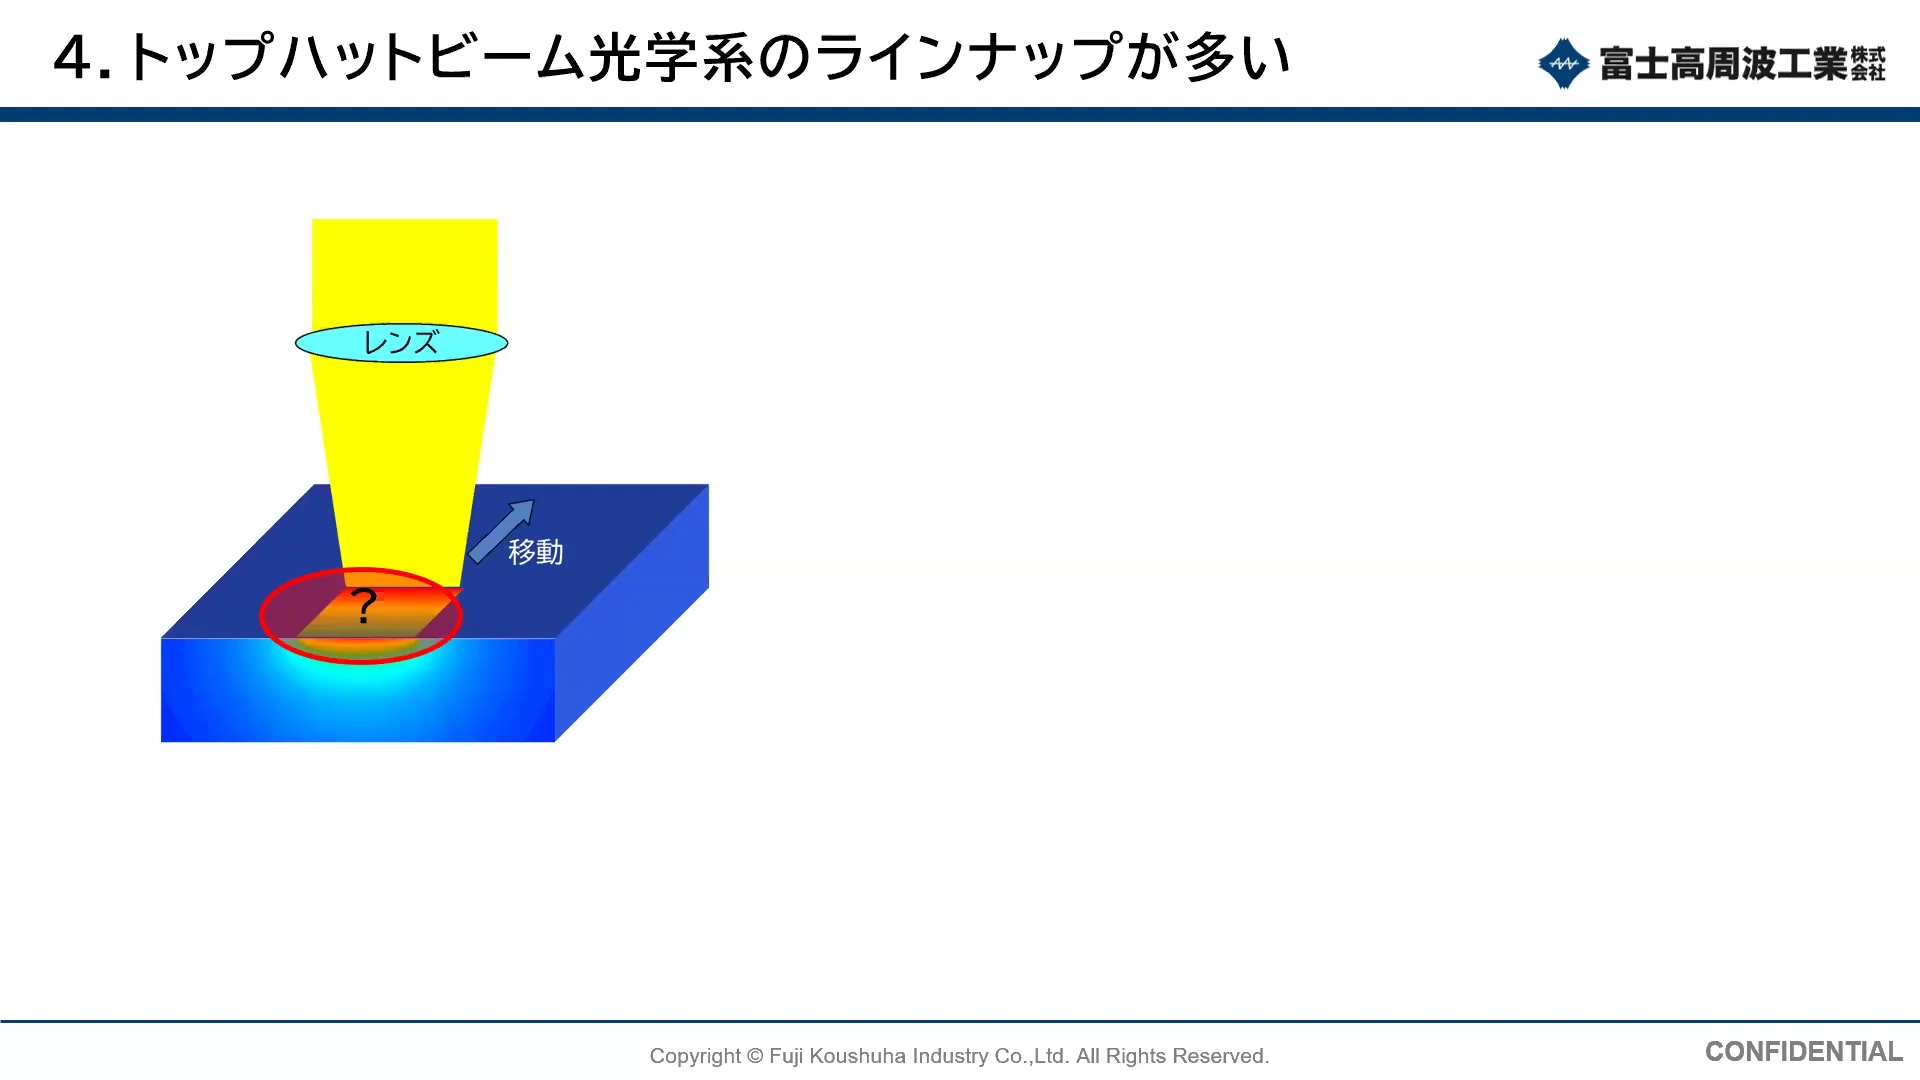 4.トップハットビーム光学系のラインナップが多い
富士高周波工業株式会社
レンズ
移動
?
Copyright © Fuji Koushuha Industry Co.,Ltd. All Rights Reserved.
CONFIDENTIAL